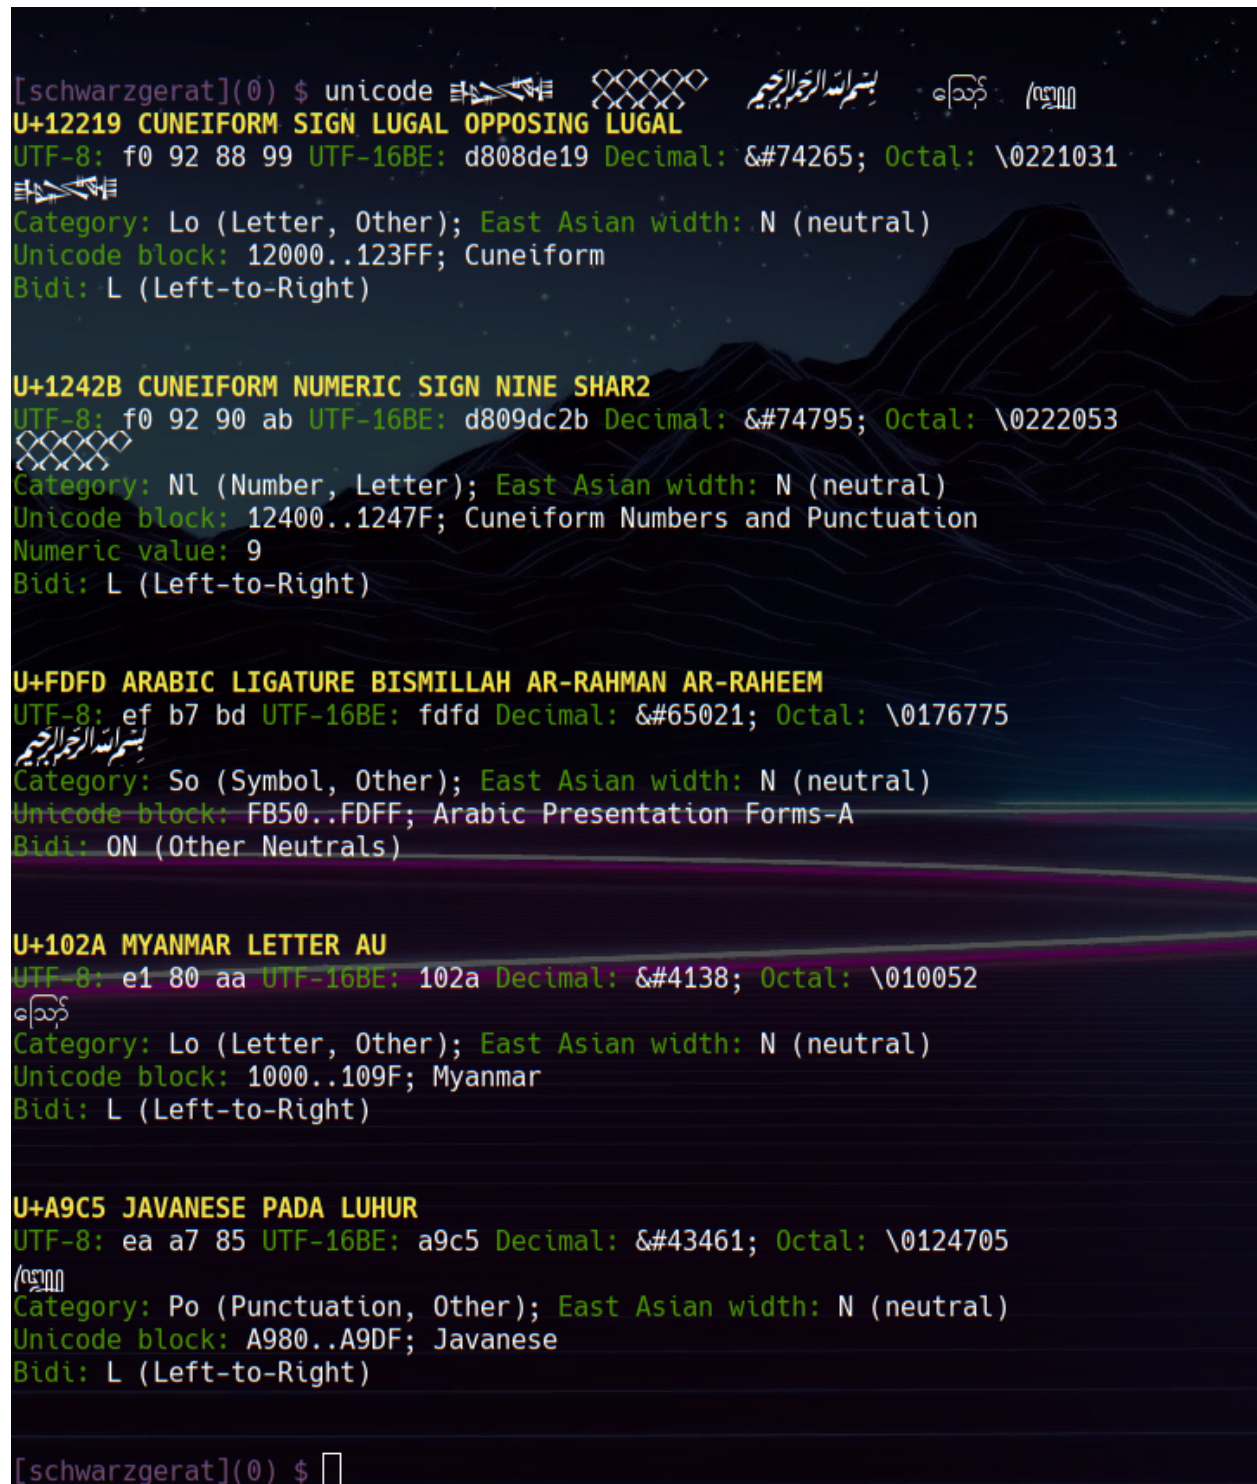 [schwarzgerat](0) $ unicode 𒈙 𒐫 ﷽ ဪ ꧅
U+12219 CUNEIFORM SIGN LUGAL OPPOSING LUGAL
UTF-8: f0 92 88 99 UTF-16BE: d808de19 Decimal: &#74265; Octal: \0221031
𒈙
Category: Lo (Letter, Other); East Asian width: N (neutral)
Unicode block: 12000..123FF; Cuneiform
Bidi: L (Left-to-Right)
U+1242B CUNEIFORM NUMERIC SIGN NINE SHAR2
UTF-8: f0 92 90 ab UTF-16BE: d809dc2b Decimal: &#74795; Octal: \0222053
𒐫
Category: Nl (Number, Letter); East Asian width: N (neutral)
Unicode block: 12400..1247F; Cuneiform Numbers and Punctuation
Numeric value: 9
Bidi: L (Left-to-Right)
U+FDFD ARABIC LIGATURE BISMILLAH AR-RAHMAN AR-RAHEEM
UTF-8: ef b7 bd UTF-16BE: fdfd Decimal: &#65021; Octal: \0176775
﷽
Category: So (Symbol, Other); East Asian width: N (neutral)
Unicode block: FB50..FDFF; Arabic Presentation Forms-A
Bidi: ON (Other Neutrals)
U+102A MYANMAR LETTER AU
UTF-8: e1 80 aa UTF-16BE: 102a Decimal: &#4138; Octal: \010052
ဪ
Category: Lo (Letter, Other); East Asian width: N (neutral)
Unicode block: 1000..109F; Myanmar
Bidi: L (Left-to-Right)
U+A9C5 JAVANESE PADA LUHUR
UTF-8: ea a7 85 UTF-16BE: a9c5 Decimal: &#43461; Octal: \0124705
꧅
Category: Po (Punctuation, Other); East Asian width: N (neutral)
Unicode block: A980..A9DF; Javanese
Bidi: L (Left-to-Right)
[schwarzgerat](0) $